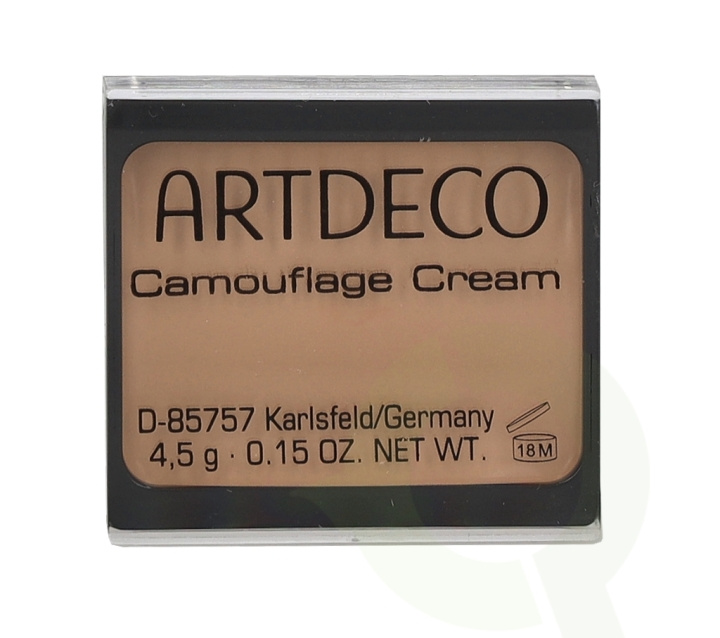 ARTDECO
Camouflage Cream
D-85757 Karlsfeld/Germany
4,5 g · 0.15 OZ. NET WT.
18M